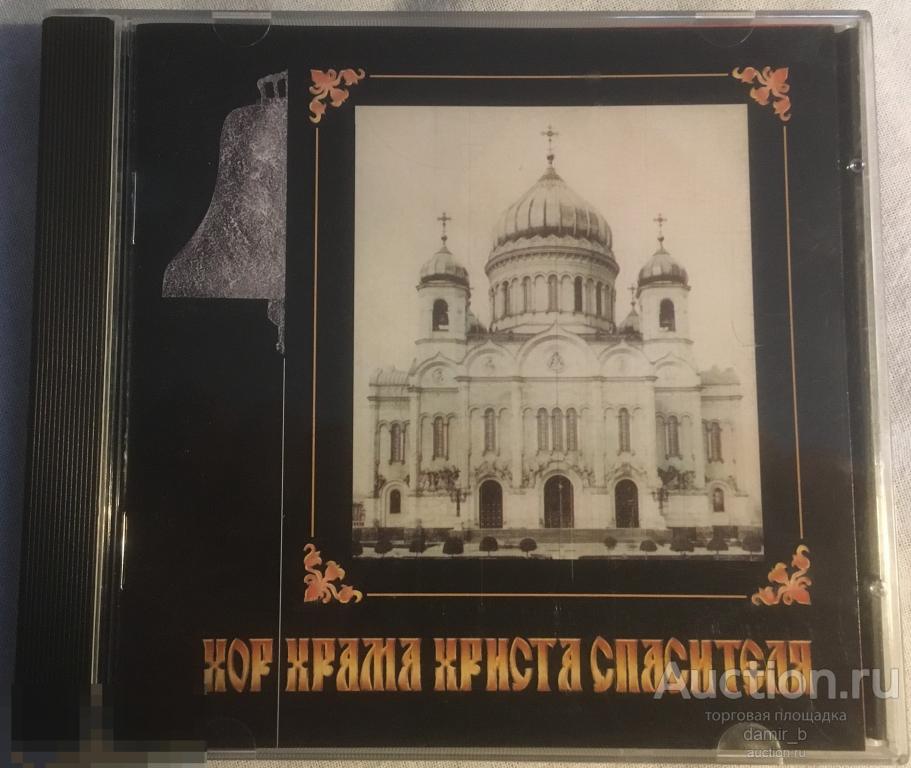 ХОР ХРАМА ХРИСТА СПАСИТЕЛЯ
Auction.ru
торговая площадка
damir_b
auction.ru